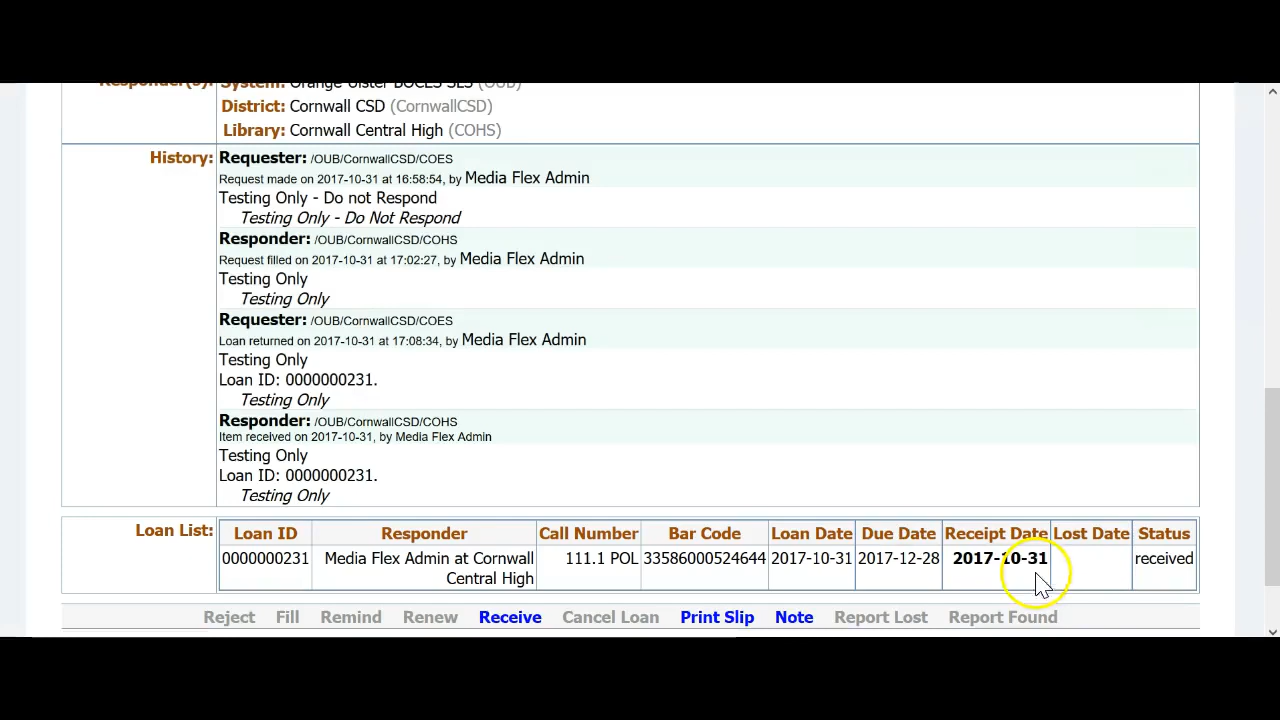 Responder(s): System: Orange Ulster BOCES SLS (OUB)
District: Cornwall CSD (CornwallCSD)
Library: Cornwall Central High (COHS)
History: Requester: /OUB/CornwallCSD/COES
Request made on 2017-10-31 at 16:58:54, by Media Flex Admin
Testing Only - Do not Respond
Testing Only - Do Not Respond
Responder: /OUB/CornwallCSD/COHS
Request filled on 2017-10-31 at 17:02:27, by Media Flex Admin
Testing Only
Testing Only
Requester: /OUB/CornwallCSD/COES
Loan returned on 2017-10-31 at 17:08:34, by Media Flex Admin
Testing Only
Loan ID: 0000000231.
Testing Only
Responder: /OUB/CornwallCSD/COHS
Item received on 2017-10-31, by Media Flex Admin
Testing Only
Loan ID: 0000000231.
Testing Only
Loan List: Loan ID Responder Call Number Bar Code Loan Date Due Date Receipt Date Lost Date Status
0000000231 Media Flex Admin at Cornwall 111.1 POL 33586000524644 2017-10-31 2017-12-28 2017-10-31 received
Central High
Reject Fill Remind Renew Receive Cancel Loan Print Slip Note Report Lost Report Found